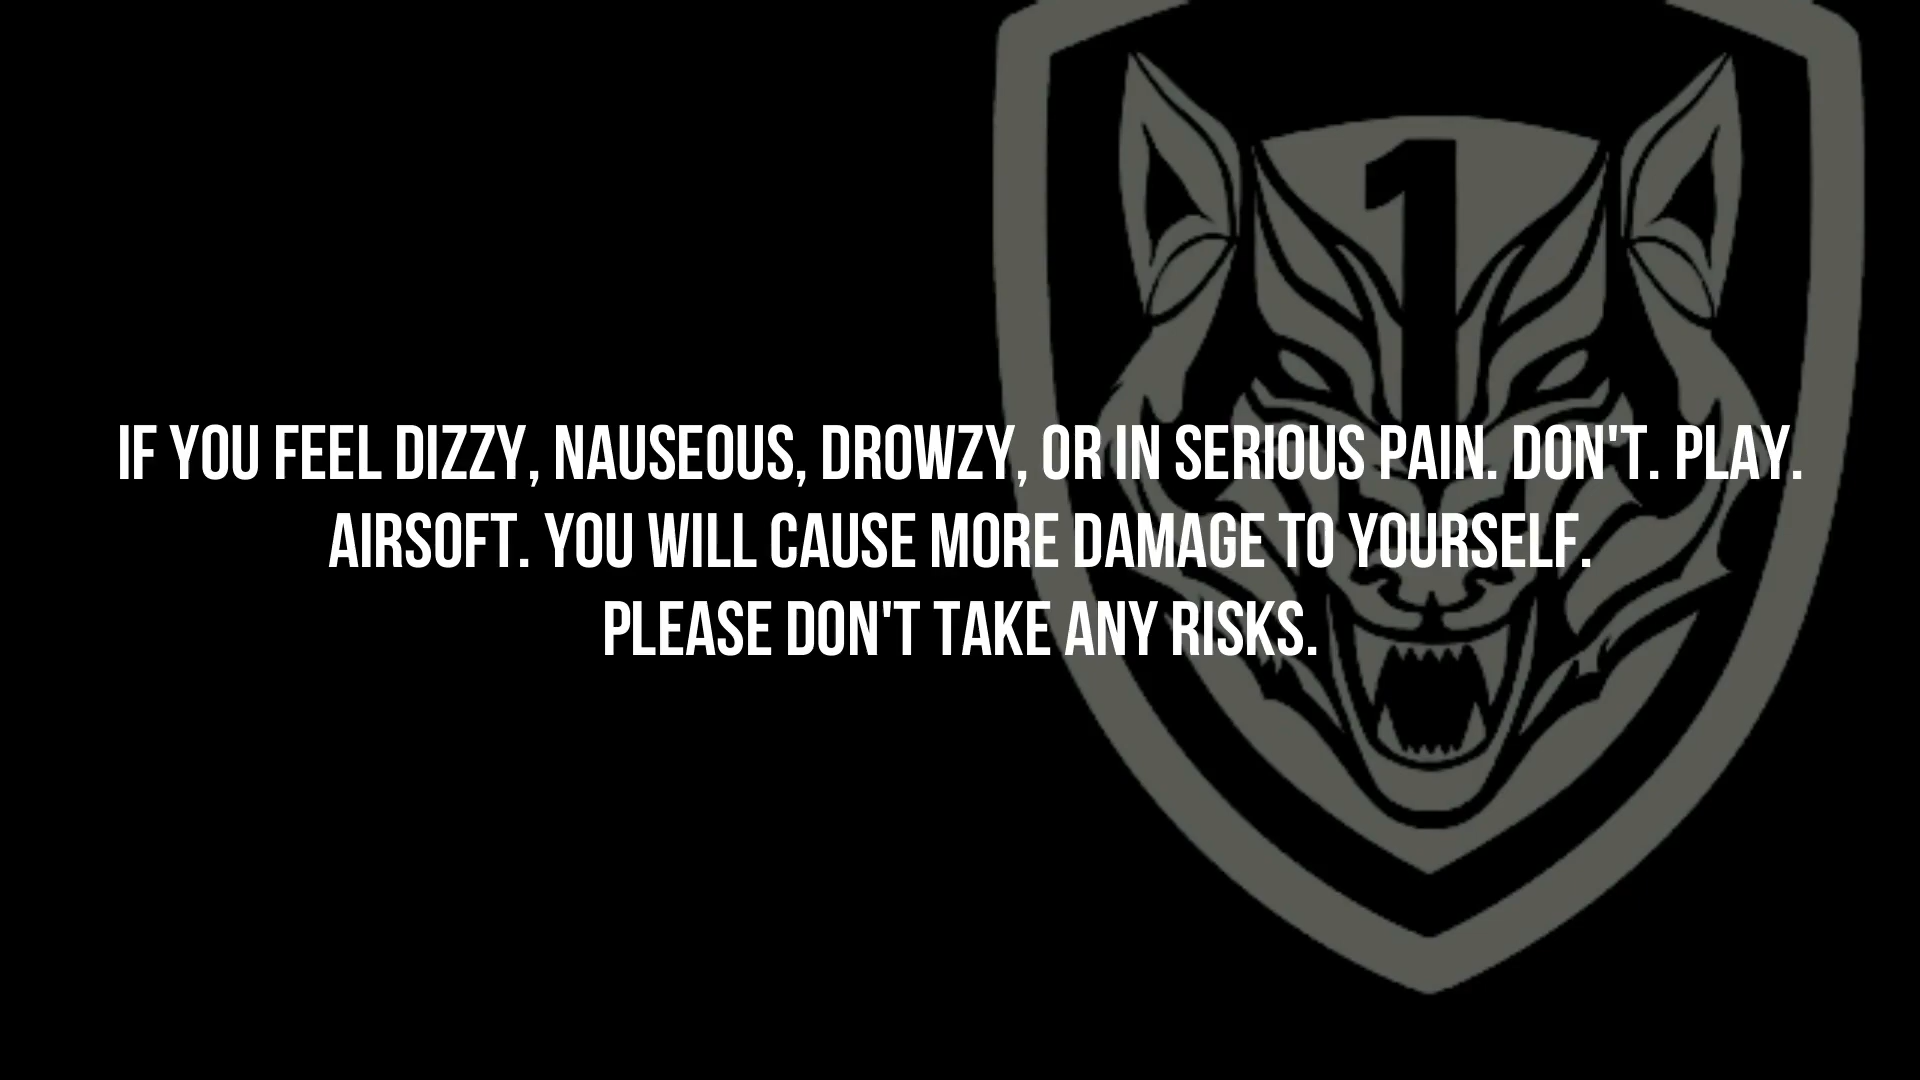 IF YOU FEEL DIZZY, NAUSEOUS, DROWZY, OR IN SERIOUS PAIN. DON'T. PLAY.
AIRSOFT. YOU WILL CAUSE MORE DAMAGE TO YOURSELF.
PLEASE DON'T TAKE ANY RISKS.
1